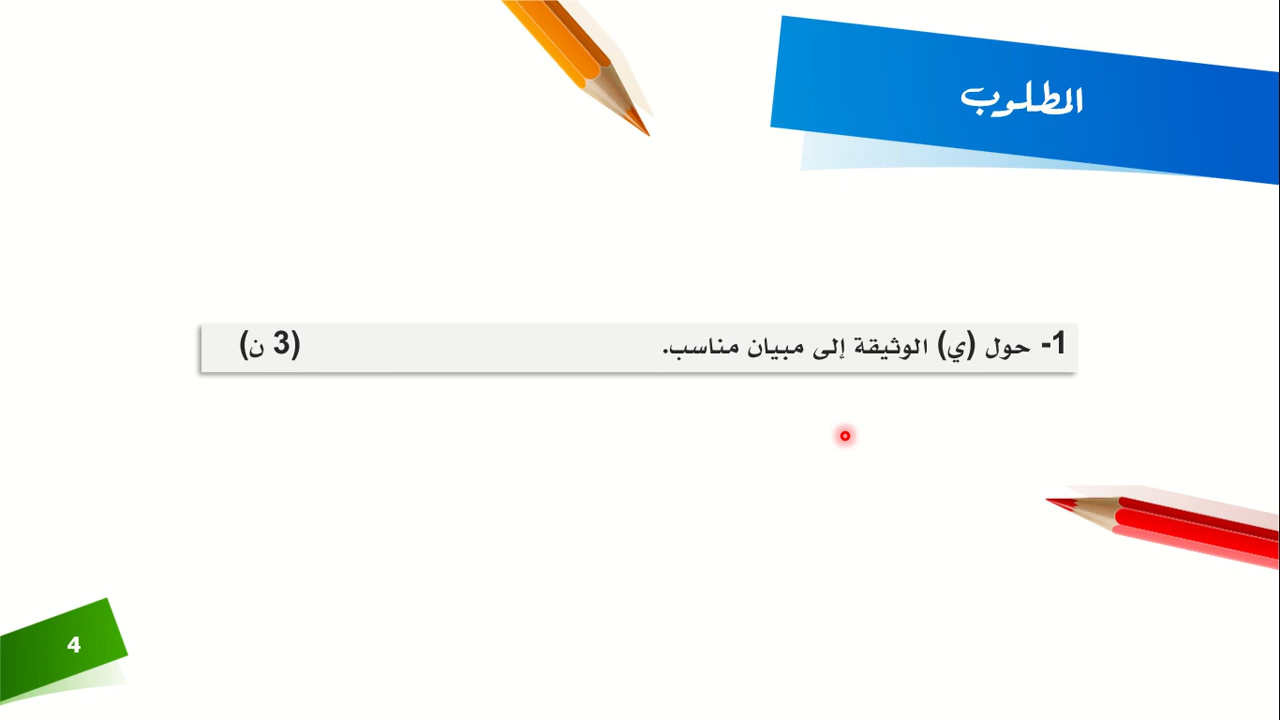 المطلوب
1- حول (ي) الوثيقة إلى مبيان مناسب. (3 ن)
4